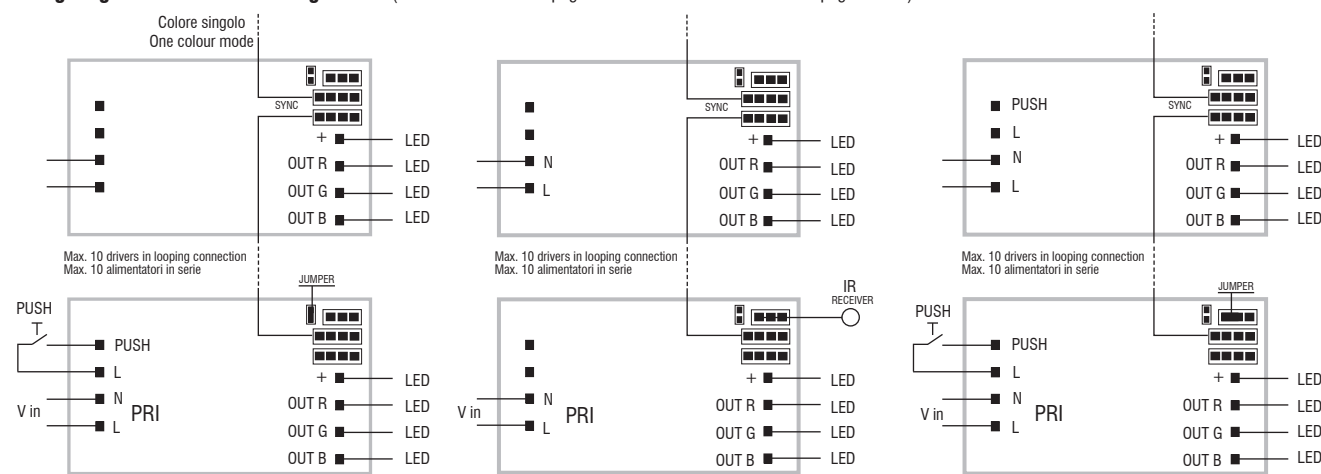 Colore singolo
One colour mode
SYNC
+ LED
OUT R LED
OUT G LED
OUT B LED
Max. 10 drivers in looping connection
Max. 10 alimentatori in serie
JUMPER
PUSH
PUSH
L
+ LED
V in
N
PRI
L
OUT R LED
OUT G LED
OUT B LED
SYNC
+ LED
N
OUT R LED
L
OUT G LED
OUT B LED
Max. 10 drivers in looping connection
Max. 10 alimentatori in serie
IR
RECEIVER
+ LED
V in
N
PRI
L
OUT R LED
OUT G LED
OUT B LED
PUSH
SYNC
L
+ LED
N
OUT R LED
L
OUT G LED
OUT B LED
Max. 10 drivers in looping connection
Max. 10 alimentatori in serie
JUMPER
PUSH
PUSH
L
+ LED
V in
N
PRI
L
OUT R LED
OUT G LED
OUT B LED